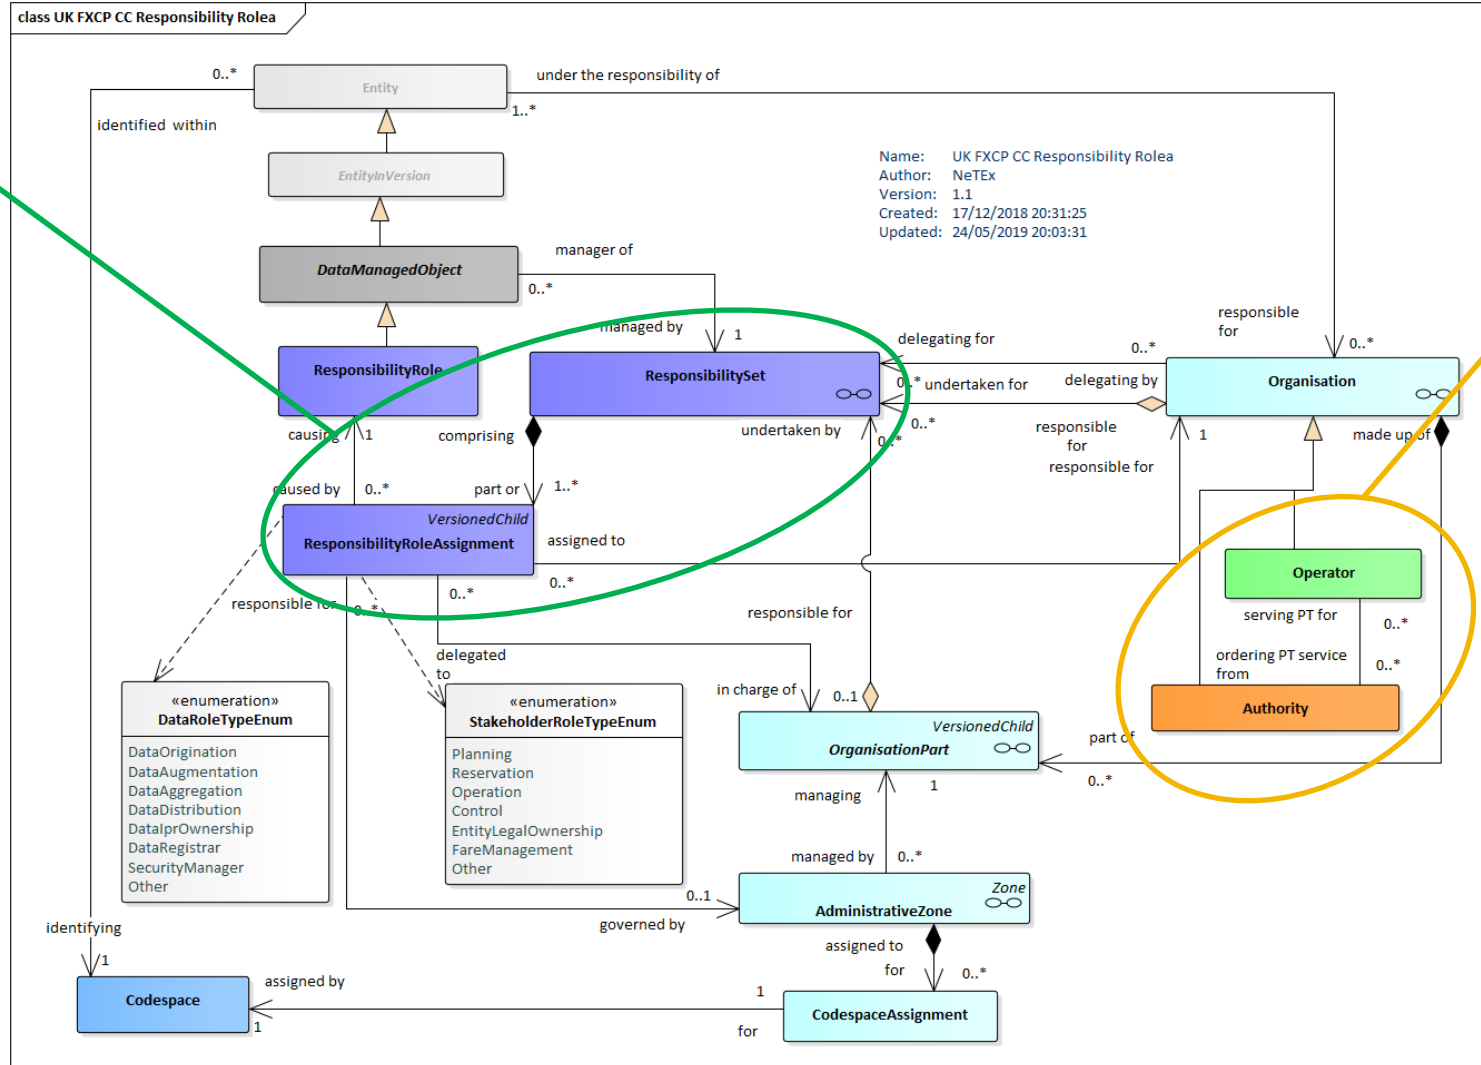 class UK FXCP CC Responsibility Rolea
0..*
Entity
under the responsibility of
1..*
identified within
EntityInVersion
Name: UK FXCP CC Responsibility Rolea
Author: NeTEx
Version: 1.1
Created: 17/12/2018 20:31:25
Updated: 24/05/2019 20:03:31
DataManagedObject
manager of
0..*
managed by
1
responsible
for
0..*
delegating for
0..*
ResponsibilityRole
ResponsibilitySet
0..*
undertaken for
delegating by
Organisation
causing
1
comprising
undertaken by
0..*
0..*
responsible
for
responsible for
1
made up of
caused by
0..*
part or
1..*
VersionedChild
ResponsibilityRoleAssignment
assigned to
0..*
Operator
responsible for
0..*
0..*
responsible for
serving PT for
0..*
delegated
to
ordering PT service
from
0..*
«enumeration»
DataRoleTypeEnum
DataOrigination
DataAugmentation
DataAggregation
DataDistribution
DataIprOwnership
DataRegistrar
SecurityManager
Other
«enumeration»
StakeholderRoleTypeEnum
Planning
Reservation
Operation
Control
EntityLegalOwnership
FareManagement
Other
in charge of
0..1
Authority
VersionedChild
OrganisationPart
part of
0..*
managing
1
managed by
0..*
0..1
governed by
Zone
AdministrativeZone
identifying
1
assigned to
for
0..*
Codespace
assigned by
1
1
for
CodespaceAssignment